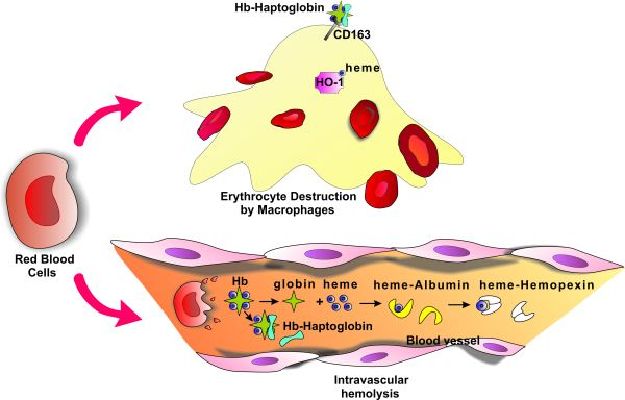 Hb-Haptoglobin
CD163
heme
HO-1
Erythrocyte Destruction
by Macrophages
Red Blood
Cells
Hb
globin
+
heme
heme-Albumin
heme-Hemopexin
Hb-Haptoglobin
Blood vessel
Intravascular
hemolysis